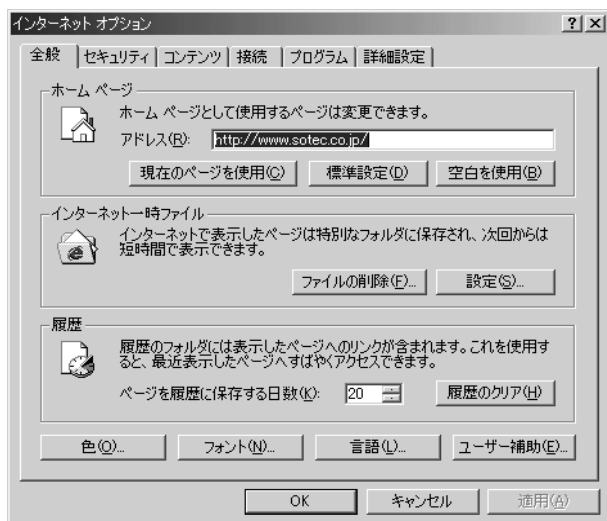 インターネット オプション
全般 セキュリティ コンテンツ 接続 プログラム 詳細設定
ホーム ページ
ホーム ページとして使用するページは変更できます。
アドレス(R): http://www.sotec.co.jp/
現在のページを使用(C) 標準設定(D) 空白を使用(B)
インターネット一時ファイル
インターネットで表示したページは特別なフォルダに保存され、次回からは
短時間で表示できます。
ファイルの削除(F)... 設定(S)...
履歴
履歴のフォルダには表示したページへのリンクが含まれます。これを使用す
ると、最近表示したページへすばやくアクセスできます。
ページを履歴に保存する日数(K): 20 履歴のクリア(H)
色(O)... フォント(N)... 言語(L)... ユーザー補助(E)...
OK キャンセル 適用(A)